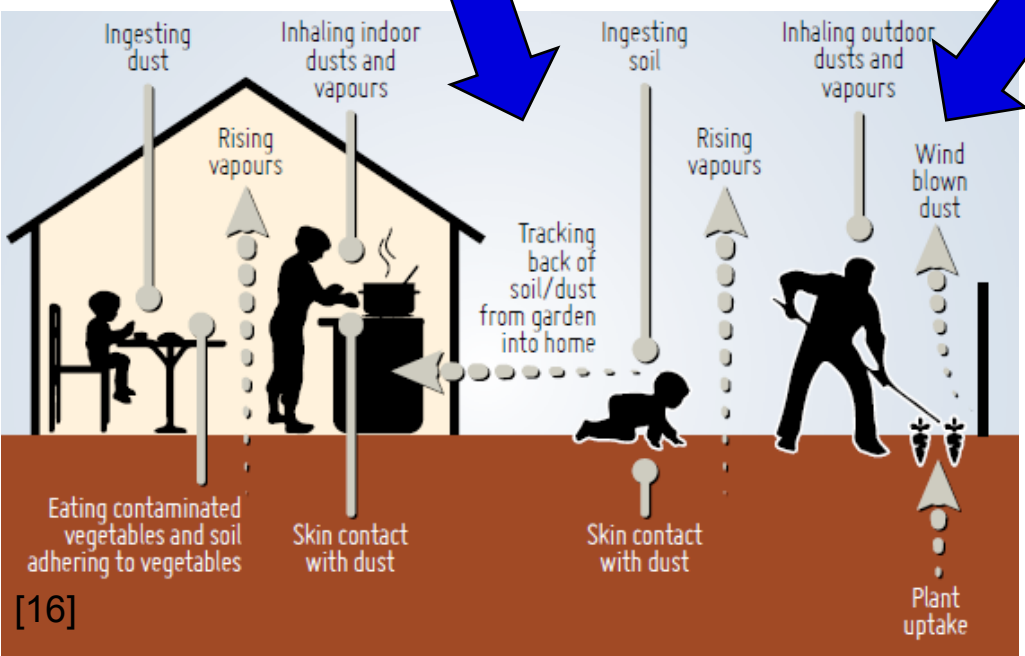 Ingesting
dust
Inhaling indoor
dusts and
vapours
Ingesting
soil
Inhaling outdoor
dusts and
vapours
Rising
vapours
Rising
vapours
Wind
blown
dust
Tracking
back of
soil/dust
from garden
into home
Eating contaminated
vegetables and soil
adhering to vegetables
Skin contact
with dust
Skin contact
with dust
Plant
uptake
[16]